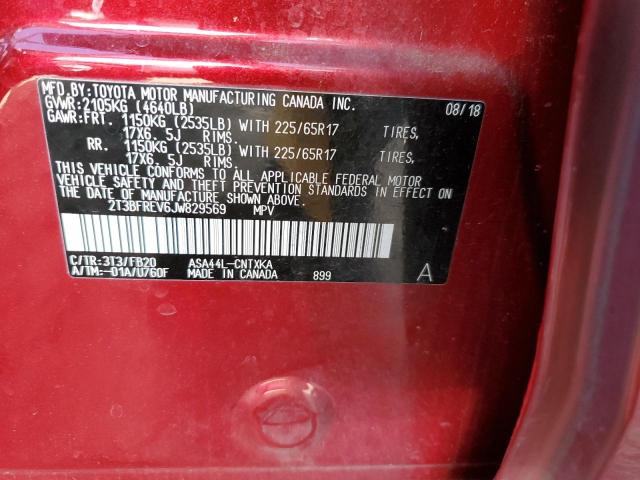 MFD.BY:TOYOTA MOTOR MANUFACTURING CANADA INC. 08/18
GVWR:2105KG (4640LB)
GAWR:FRT. 1150KG (2535LB) WITH 225/65R17 TIRES,
17X6. 5J RIMS.
RR. 1150KG (2535LB) WITH 225/65R17 TIRES,
17X6. 5J RIMS.
THIS VEHICLE CONFORMS TO ALL APPLICABLE FEDERAL MOTOR
VEHICLE SAFETY AND THEFT PREVENTION STANDARDS IN EFFECT ON
THE DATE OF MANUFACTURE SHOWN ABOVE.
2T3BFREV6JW829569 MPV
C/TR:3T3/FB20 ASA44L-CNTXKA
A/TM:-01A/U760F MADE IN CANADA 899 A